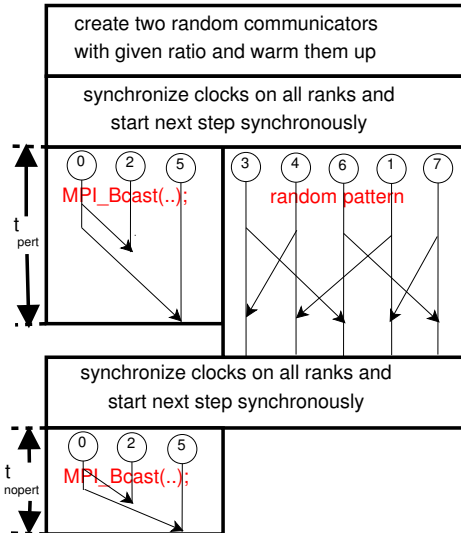 create two random communicators
with given ratio and warm them up
synchronize clocks on all ranks and
start next step synchronously
0 2 5 3 4 6 1 7
MPI_Bcast(..); random pattern
t
pert
synchronize clocks on all ranks and
start next step synchronously
0 2 5
MPI_Bcast(..);
t
nopert